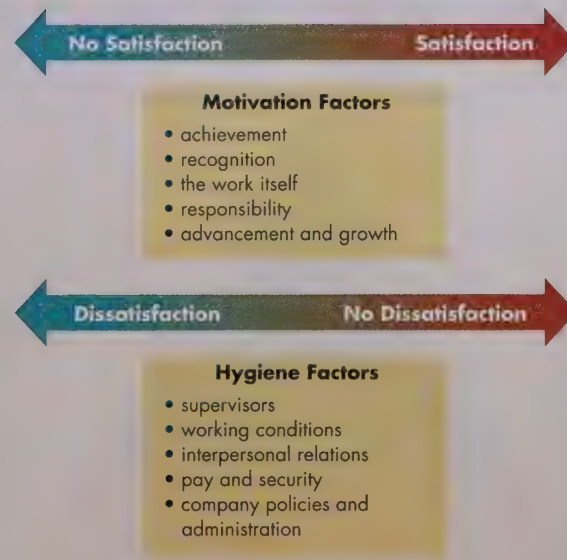 No Satisfaction Satisfaction
Motivation Factors
• achievement
• recognition
• the work itself
• responsibility
• advancement and growth
Dissatisfaction No Dissatisfaction
Hygiene Factors
• supervisors
• working conditions
• interpersonal relations
• pay and security
• company policies and
administration